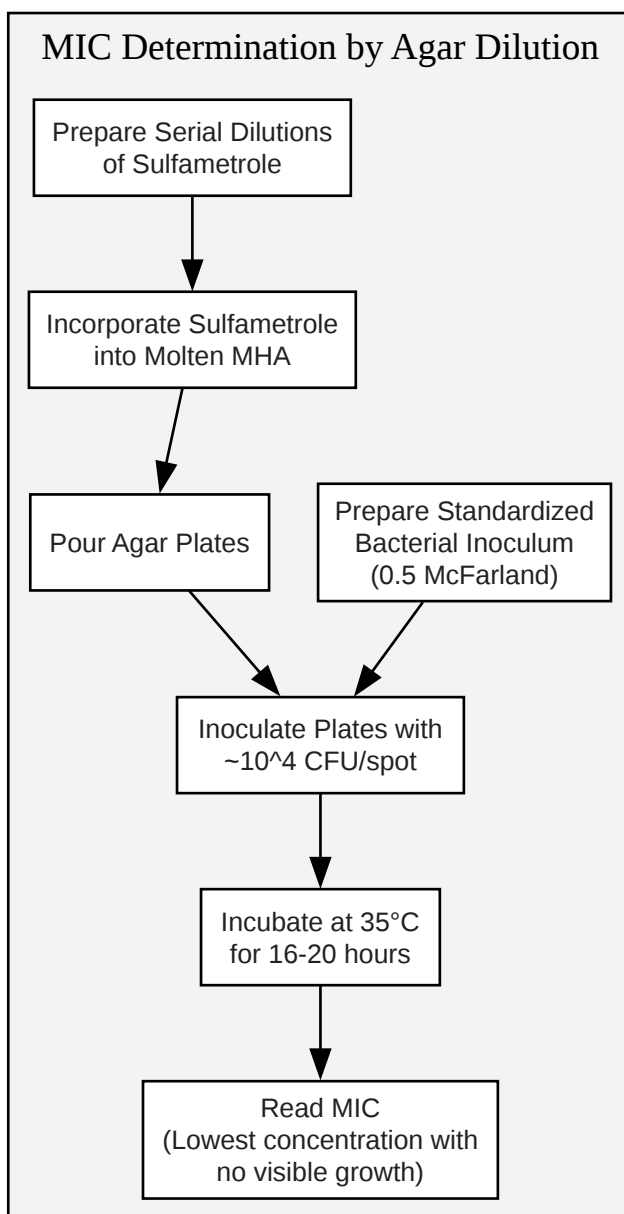 MIC Determination by Agar Dilution
Prepare Serial Dilutions
of Sulfametrole
Incorporate Sulfametrole
into Molten MHA
Pour Agar Plates
Prepare Standardized
Bacterial Inoculum
(0.5 McFarland)
Inoculate Plates with
~10^4 CFU/spot
Incubate at 35°C
for 16-20 hours
Read MIC
(Lowest concentration with
no visible growth)